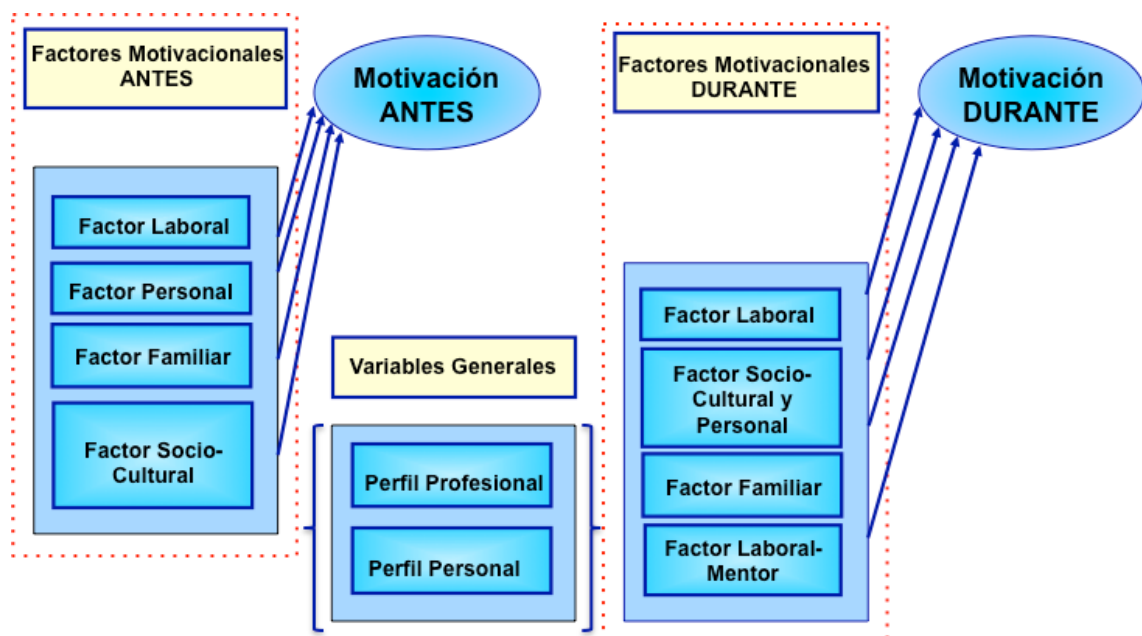 Factores Motivacionales
ANTES
Motivación
ANTES
Factor Laboral
Factor Personal
Factor Familiar
Factor Socio-
Cultural
Variables Generales
Perfil Profesional
Perfil Personal
Factores Motivacionales
DURANTE
Motivación
DURANTE
Factor Laboral
Factor Socio-
Cultural y
Personal
Factor Familiar
Factor Laboral-
Mentor